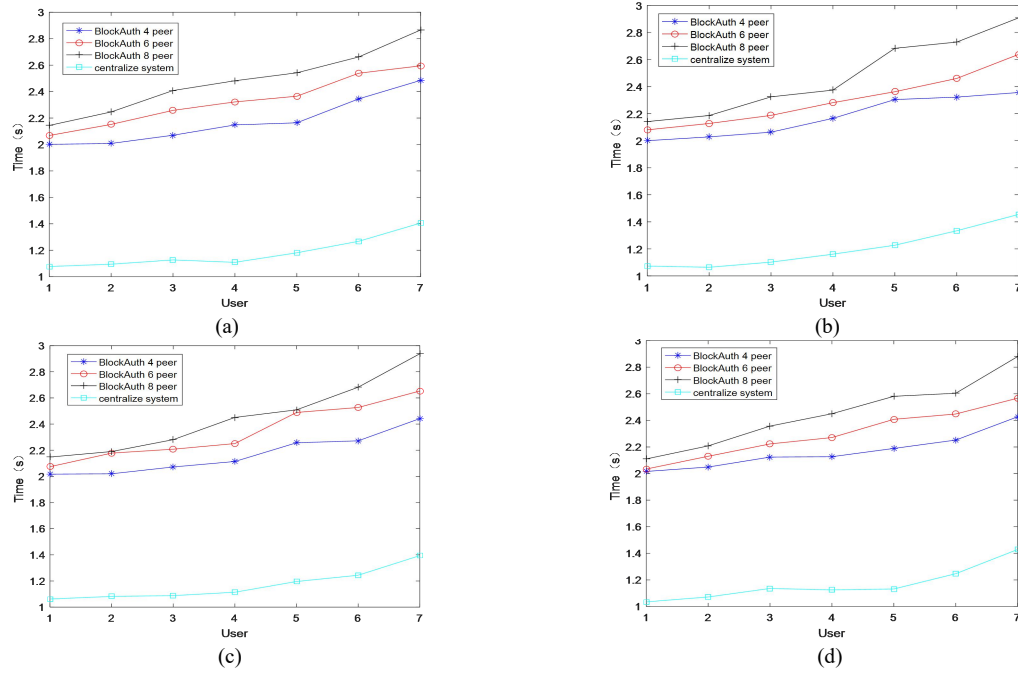 3
2.8
2.6
2.4
2.2
2
1.8
1.6
1.4
1.2
1
Time (s)
BlockAuth 4 peer
BlockAuth 6 peer
BlockAuth 8 peer
centralize system
1 2 3 4 5 6 7
User
(a)
3
2.8
2.6
2.4
2.2
2
1.8
1.6
1.4
1.2
1
Time (s)
BlockAuth 4 peer
BlockAuth 6 peer
BlockAuth 8 peer
centralize system
1 2 3 4 5 6 7
User
(b)
3
2.8
2.6
2.4
2.2
2
1.8
1.6
1.4
1.2
1
Time (s)
BlockAuth 4 peer
BlockAuth 6 peer
BlockAuth 8 peer
centralize system
1 2 3 4 5 6 7
User
(c)
3
2.8
2.6
2.4
2.2
2
1.8
1.6
1.4
1.2
1
Time (s)
BlockAuth 4 peer
BlockAuth 6 peer
BlockAuth 8 peer
centralize system
1 2 3 4 5 6 7
User
(d)